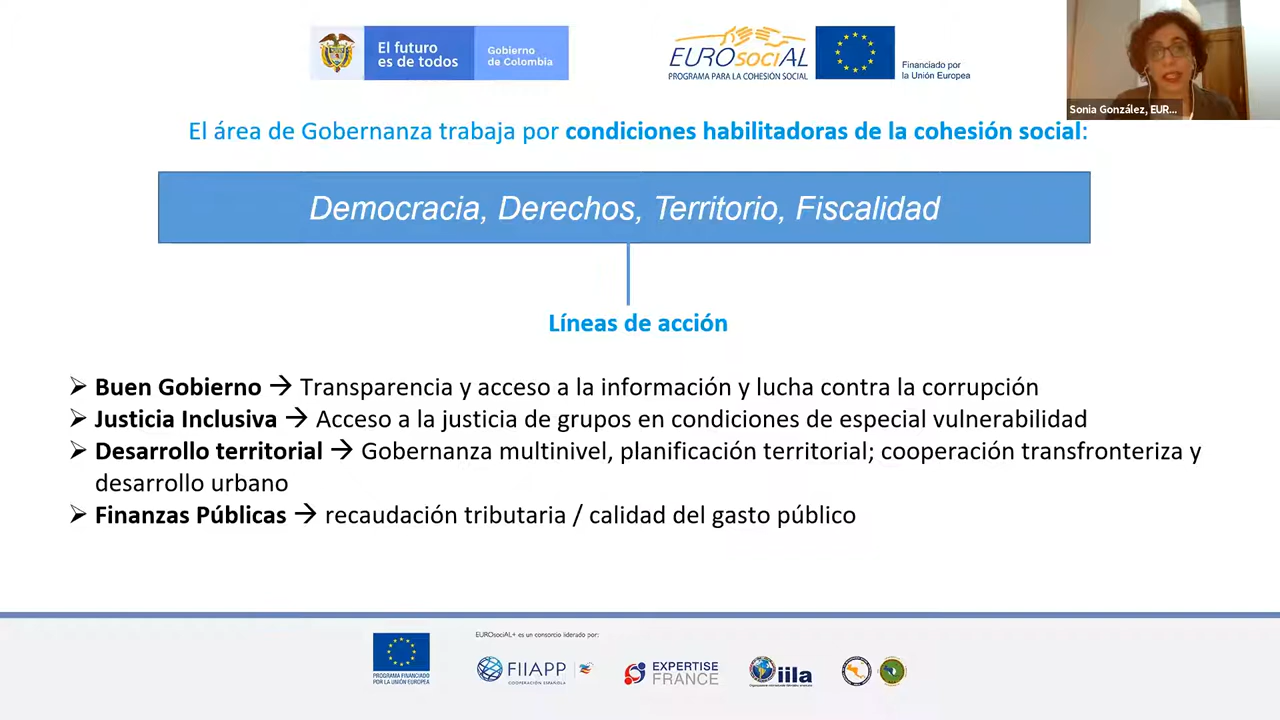 El futuro
es de todos
Gobierno
de Colombia
EUROsociAL
PROGRAMA PARA LA COHESIÓN SOCIAL
Financiado por
la Unión Europea
Sonia González, EUR...
El área de Gobernanza trabaja por condiciones habilitadoras de la cohesión social:
Democracia, Derechos, Territorio, Fiscalidad
Líneas de acción
➢ Buen Gobierno → Transparencia y acceso a la información y lucha contra la corrupción
➢ Justicia Inclusiva → Acceso a la justicia de grupos en condiciones de especial vulnerabilidad
➢ Desarrollo territorial → Gobernanza multinivel, planificación territorial; cooperación transfronteriza y
desarrollo urbano
➢ Finanzas Públicas → recaudación tributaria / calidad del gasto público
EUROsociAL+ es un consorcio liderado por:
PROGRAMA FINANCIADO
POR LA UNIÓN EUROPEA
FIIAPP
COOPERACIÓN ESPAÑOLA
EXPERTISE
FRANCE
iila